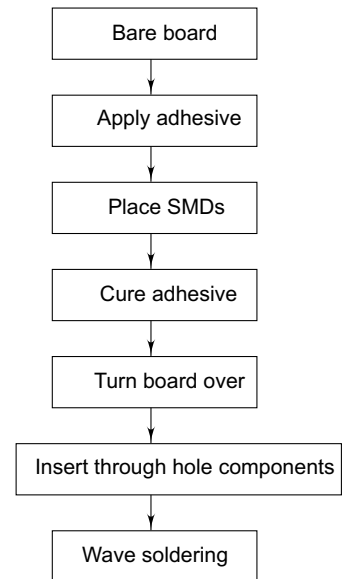 Bare board
Apply adhesive
Place SMDs
Cure adhesive
Turn board over
Insert through hole components
Wave soldering